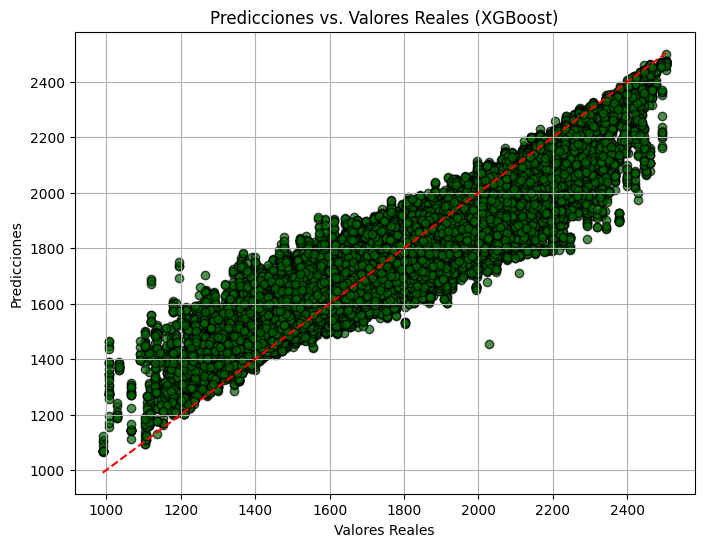 Predicciones vs. Valores Reales (XGBoost)
Predicciones
2400
2200
2000
1800
1600
1400
1200
1000
1000 1200 1400 1600 1800 2000 2200 2400
Valores Reales